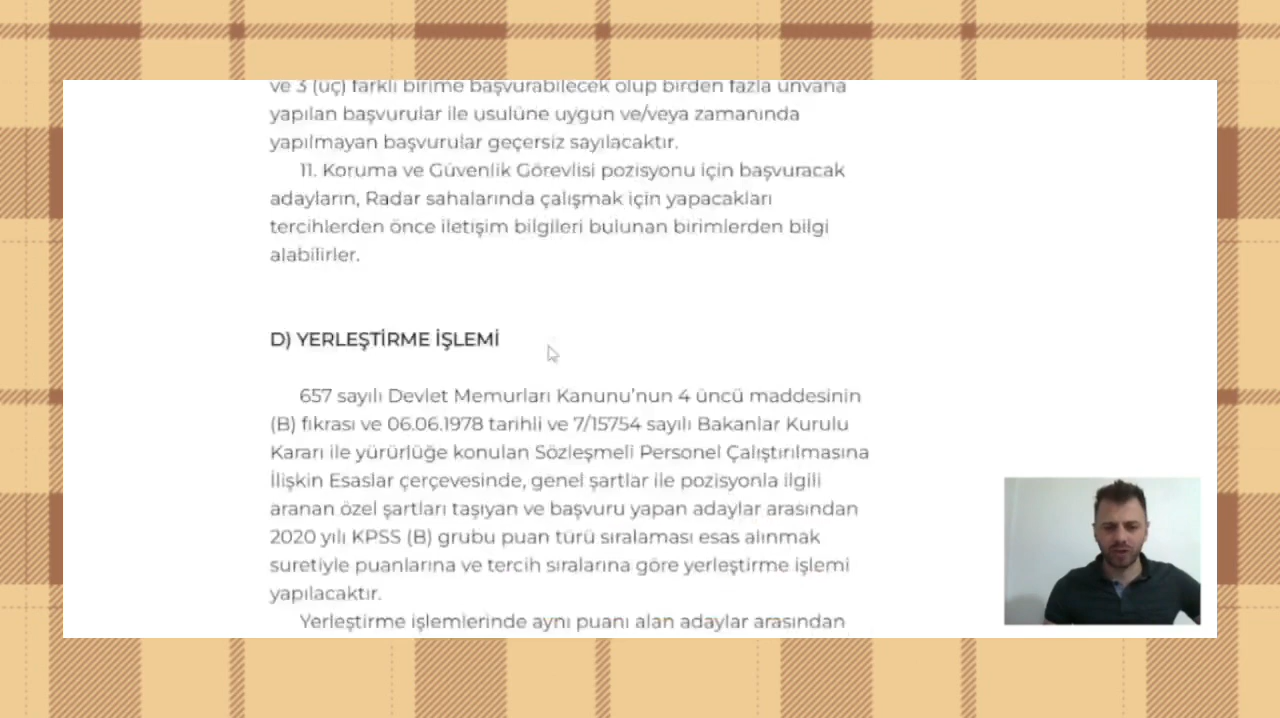 ve 3 (üç) farklı birime başvurabilecek olup birden fazla unvana
yapılan başvurular ile usulüne uygun ve/veya zamanında
yapılmayan başvurular geçersiz sayılacaktır.
11. Koruma ve Güvenlik Görevlisi pozisyonu için başvuracak
adayların, Radar sahalarında çalışmak için yapacakları
tercihlerden önce iletişim bilgileri bulunan birimlerden bilgi
alabilirler.
D) YERLEŞTİRME İŞLEMİ
657 sayılı Devlet Memurları Kanunu’nun 4 üncü maddesinin
(B) fıkrası ve 06.06.1978 tarihli ve 7/15754 sayılı Bakanlar Kurulu
Kararı ile yürürlüğe konulan Sözleşmeli Personel Çalıştırılmasına
İlişkin Esaslar çerçevesinde, genel şartlar ile pozisyonla ilgili
aranan özel şartları taşıyan ve başvuru yapan adaylar arasından
2020 yılı KPSS (B) grubu puan türü sıralaması esas alınmak
suretiyle puanlarına ve tercih sıralarına göre yerleştirme işlemi
yapılacaktır.
Yerleştirme işlemlerinde aynı puanı alan adaylar arasından